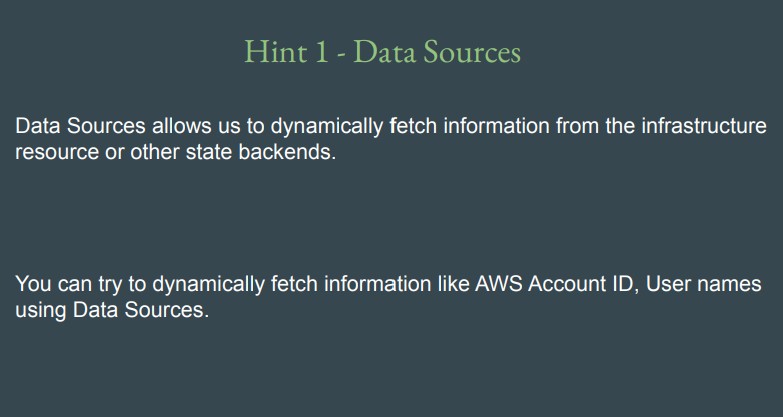 Hint 1 - Data Sources
Data Sources allows us to dynamically fetch information from the infrastructure
resource or other state backends.
You can try to dynamically fetch information like AWS Account ID, User names
using Data Sources.